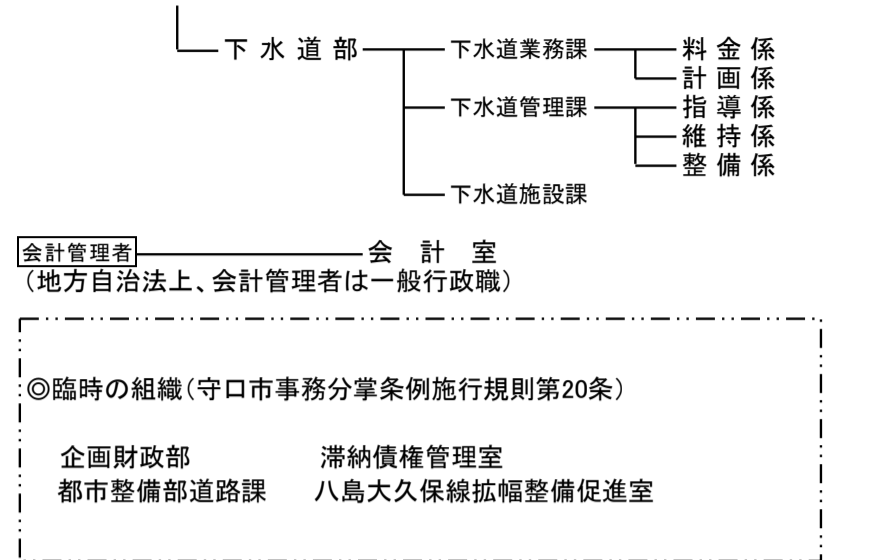 下水道部 下水道業務課 料金係
計画係
下水道管理課 指導係
維持係
整備係
下水道施設課
会計管理者 会計室
（地方自治法上、会計管理者は一般行政職）
◎臨時の組織（守口市事務分掌条例施行規則第20条）
企画財政部 滞納債権管理室
都市整備部道路課 八島大久保線拡幅整備促進室